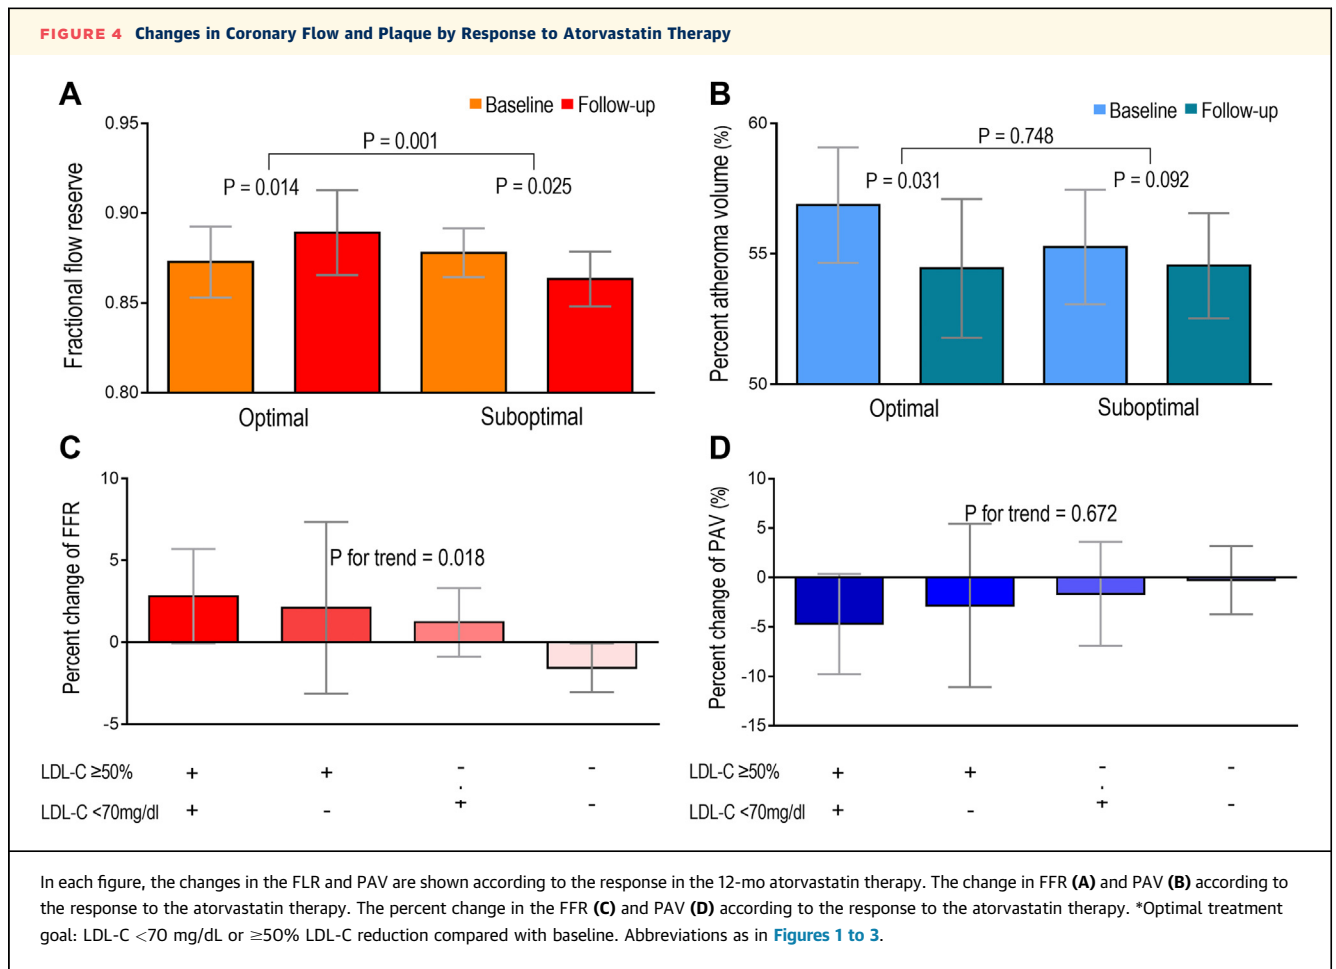 FIGURE 4 Changes in Coronary Flow and Plaque by Response to Atorvastatin Therapy
A
Baseline Follow-up
Fractional flow reserve
0.95
0.90
0.85
0.80
P = 0.001
P = 0.014
P = 0.025
Optimal Suboptimal
B
Baseline Follow-up
Percent atheroma volume (%)
60
55
50
P = 0.748
P = 0.031
P = 0.092
Optimal Suboptimal
C
Percent change of FFR
10
5
0
-5
P for trend = 0.018
LDL-C ≥50% + + - -
LDL-C <70mg/dl + - + -
D
Percent change of PAV (%)
10
5
0
-5
-10
-15
P for trend = 0.672
LDL-C ≥50% + + - -
LDL-C <70mg/dl + - + -
In each figure, the changes in the FLR and PAV are shown according to the response in the 12-mo atorvastatin therapy. The change in FFR (A) and PAV (B) according to
the response to the atorvastatin therapy. The percent change in the FFR (C) and PAV (D) according to the response to the atorvastatin therapy. *Optimal treatment
goal: LDL-C <70 mg/dL or ≥50% LDL-C reduction compared with baseline. Abbreviations as in Figures 1 to 3.